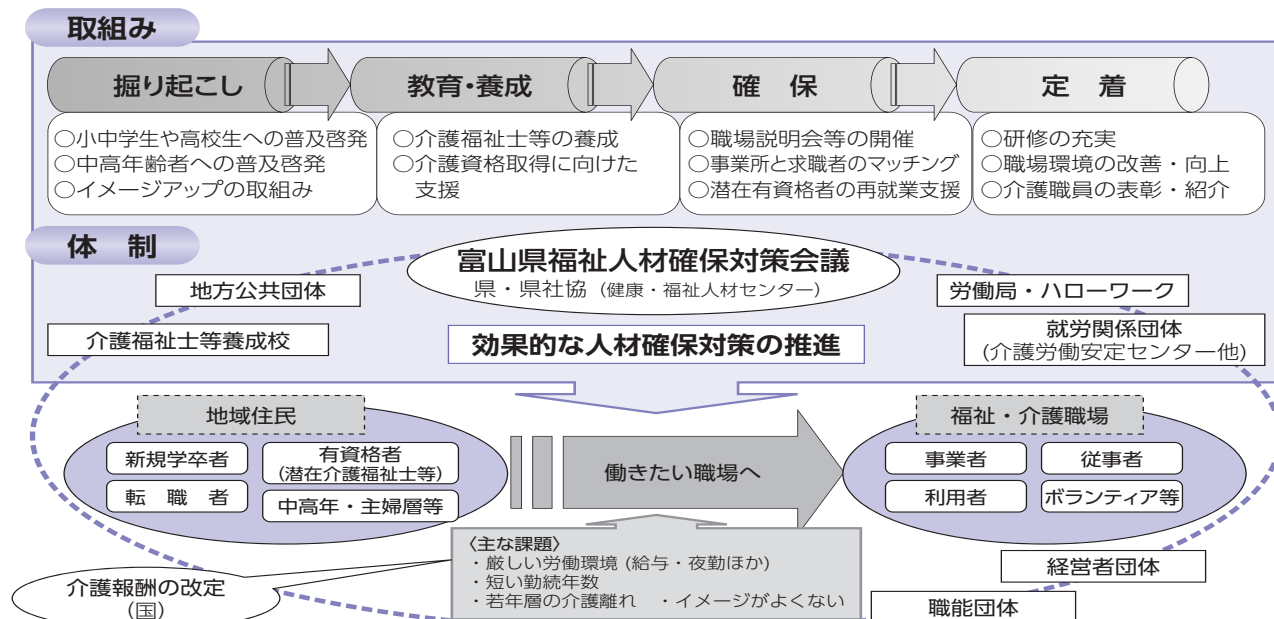 取組み
掘り起こし
○小中学生や高校生への普及啓発
○中高年齢者への普及啓発
○イメージアップの取組み
教育・養成
○介護福祉士等の養成
○介護資格取得に向けた
支援
確 保
○職場説明会等の開催
○事業所と求職者のマッチング
○潜在有資格者の再就業支援
定 着
○研修の充実
○職場環境の改善・向上
○介護職員の表彰・紹介
体 制
富山県福祉人材確保対策会議
県・県社協 (健康・福祉人材センター)
地方公共団体
介護福祉士等養成校
労働局・ハローワーク
就労関係団体
(介護労働安定センター他)
効果的な人材確保対策の推進
地域住民
新規学卒者
有資格者
(潜在介護福祉士等)
転 職 者
中高年・主婦層等
働きたい職場へ
福祉・介護職場
事業者
従事者
利用者
ボランティア等
〈主な課題〉
・厳しい労働環境 (給与・夜勤ほか)
・短い勤続年数
・若年層の介護離れ ・イメージがよくない
介護報酬の改定
(国)
経営者団体
職能団体